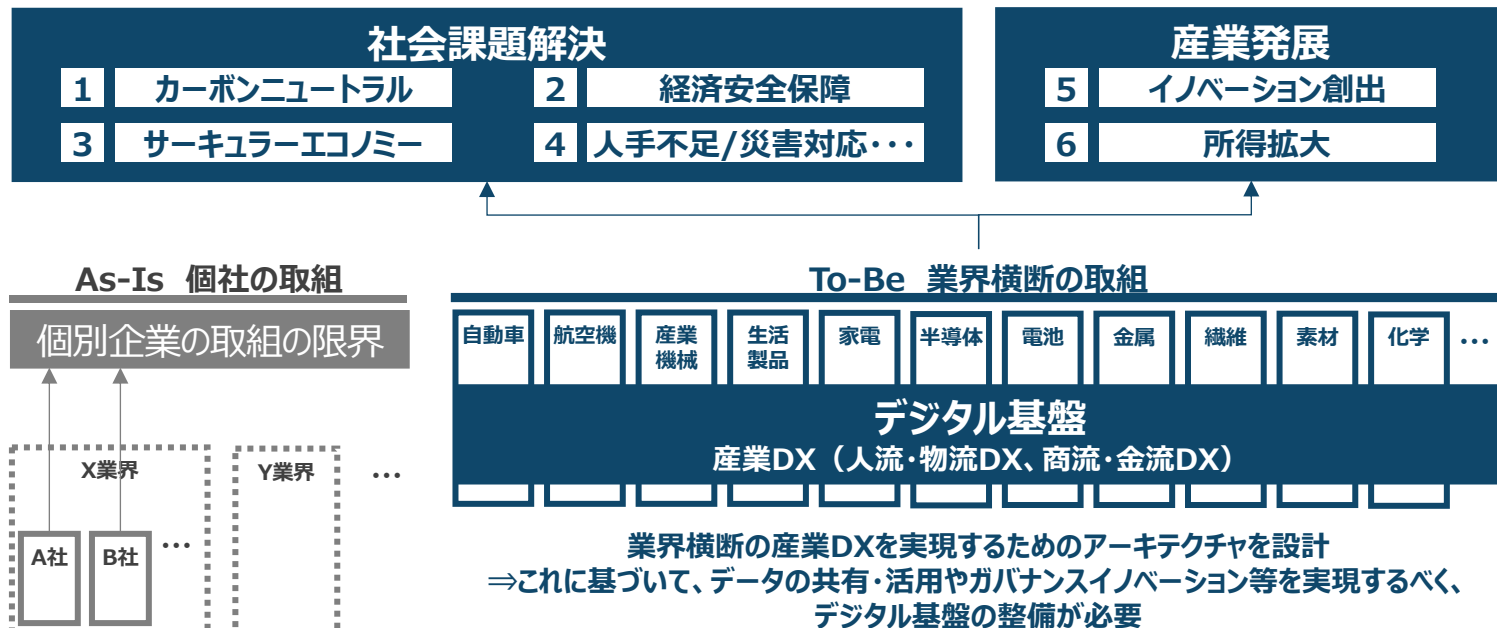 社会課題解決
1 カーボンニュートラル
2 経済安全保障
3 サーキュラーエコノミー
4 人手不足/災害対応・・・
産業発展
5 イノベーション創出
6 所得拡大
As-Is 個社の取組
個別企業の取組の限界
X業界
Y業界
…
A社
B社
…
To-Be 業界横断の取組
自動車
航空機
産業
機械
生活
製品
家電
半導体
電池
金属
繊維
素材
化学
…
デジタル基盤
産業DX（人流・物流DX、商流・金流DX）
業界横断の産業DXを実現するためのアーキテクチャを設計
⇒これに基づいて、データの共有・活用やガバナンスイノベーション等を実現するべく、
デジタル基盤の整備が必要